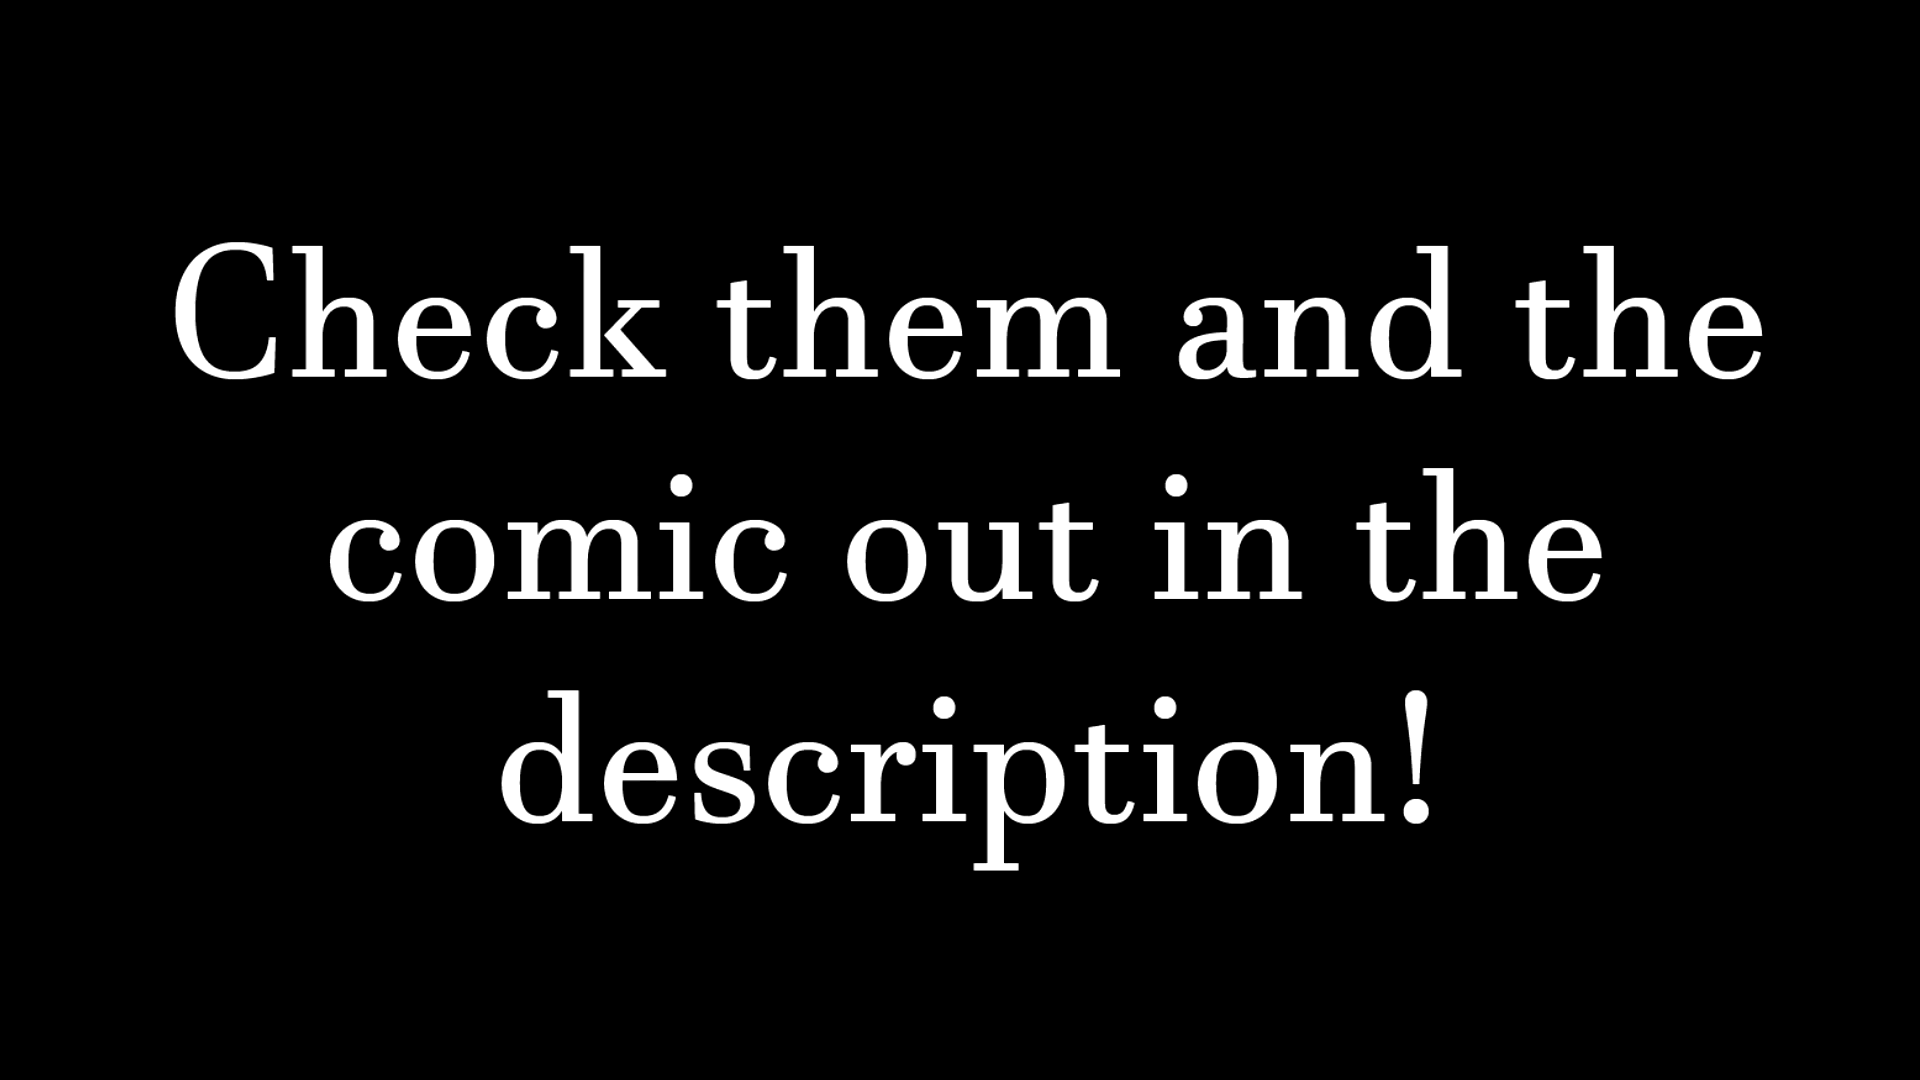 Check them and the
comic out in the
description!